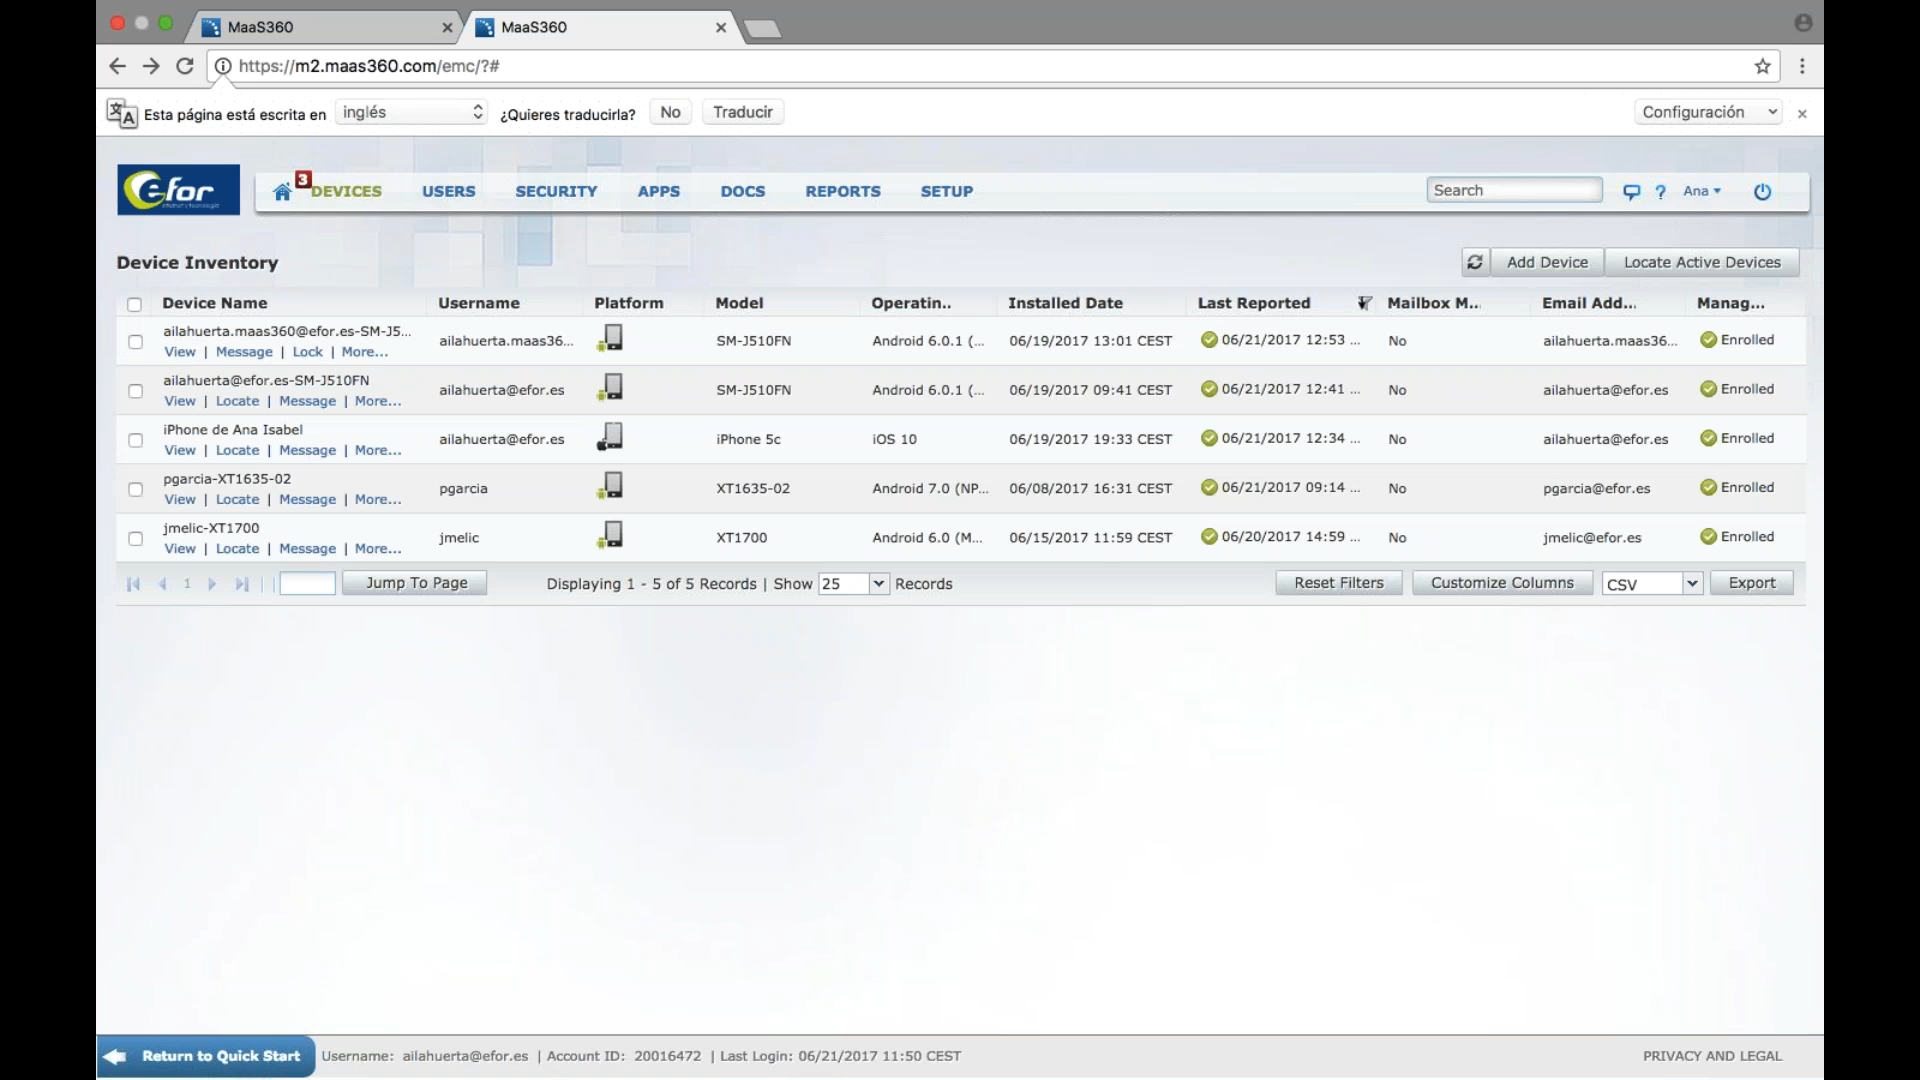 MaaS360
MaaS360
https://m2.maas360.com/emc/?#
Esta página está escrita en inglés ¿Quieres traducirla? No Traducir Configuración
efor
3
DEVICES USERS SECURITY APPS DOCS REPORTS SETUP Search ? Ana
Device Inventory
Add Device Locate Active Devices
Device Name Username Platform Model Operatin.. Installed Date Last Reported Mailbox M.. Email Add... Manag...
ailahuerta.maas360@efor.es-SM-J5...
View | Message | Lock | More...
ailahuerta.maas36... SM-J510FN Android 6.0.1 (... 06/19/2017 13:01 CEST 06/21/2017 12:53 ... No ailahuerta.maas36... Enrolled
ailahuerta@efor.es-SM-J510FN
View | Locate | Message | More...
ailahuerta@efor.es SM-J510FN Android 6.0.1 (... 06/19/2017 09:41 CEST 06/21/2017 12:41 ... No ailahuerta@efor.es Enrolled
iPhone de Ana Isabel
View | Locate | Message | More...
ailahuerta@efor.es iPhone 5c iOS 10 06/19/2017 19:33 CEST 06/21/2017 12:34 ... No ailahuerta@efor.es Enrolled
pgarcia-XT1635-02
View | Locate | Message | More...
pgarcia XT1635-02 Android 7.0 (NP... 06/08/2017 16:31 CEST 06/21/2017 09:14 ... No pgarcia@efor.es Enrolled
jmelic-XT1700
View | Locate | Message | More...
jmelic XT1700 Android 6.0 (M... 06/15/2017 11:59 CEST 06/20/2017 14:59 ... No jmelic@efor.es Enrolled
1 Jump To Page Displaying 1 - 5 of 5 Records | Show 25 Records Reset Filters Customize Columns CSV Export
Return to Quick Start Username: ailahuerta@efor.es | Account ID: 20016472 | Last Login: 06/21/2017 11:50 CEST PRIVACY AND LEGAL